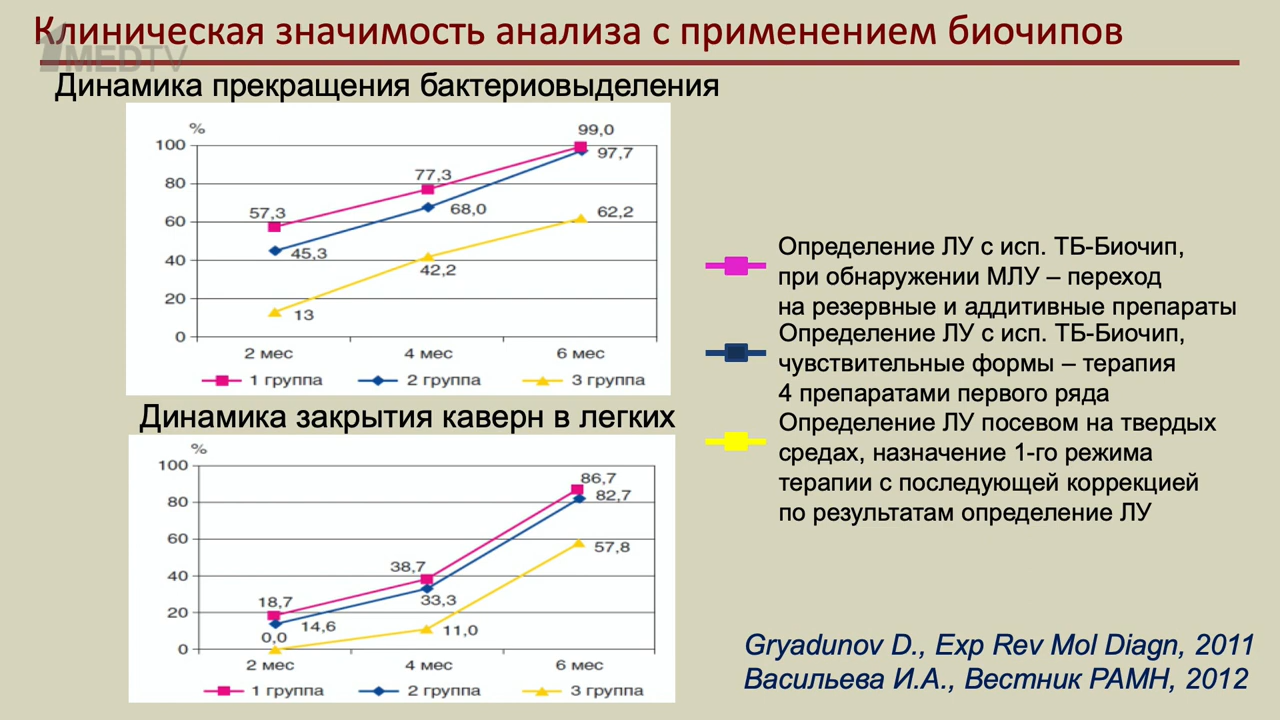 Клиническая значимость анализа с применением биочипов
1MEDTV
Динамика прекращения бактериовыделения
%
100
80
60
40
20
0
57,3
77,3
99,0
45,3
68,0
97,7
13
42,2
62,2
2 мес
4 мес
6 мес
1 группа
2 группа
3 группа
Динамика закрытия каверн в легких
%
100
80
60
40
20
0
18,7
38,7
86,7
14,6
33,3
82,7
0,0
11,0
57,8
2 мес
4 мес
6 мес
1 группа
2 группа
3 группа
Определение ЛУ с исп. ТБ-Биочип,
при обнаружении МЛУ – переход
на резервные и аддитивные препараты
Определение ЛУ с исп. ТБ-Биочип,
чувствительные формы – терапия
4 препаратами первого ряда
Определение ЛУ посевом на твердых
средах, назначение 1-го режима
терапии с последующей коррекцией
по результатам определение ЛУ
Gryadunov D., Exp Rev Mol Diagn, 2011
Васильева И.А., Вестник РАМН, 2012